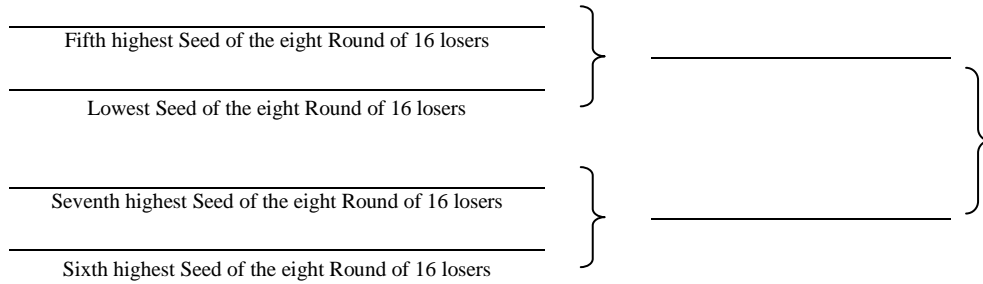 Fifth highest Seed of the eight Round of 16 losers
Lowest Seed of the eight Round of 16 losers
Seventh highest Seed of the eight Round of 16 losers
Sixth highest Seed of the eight Round of 16 losers